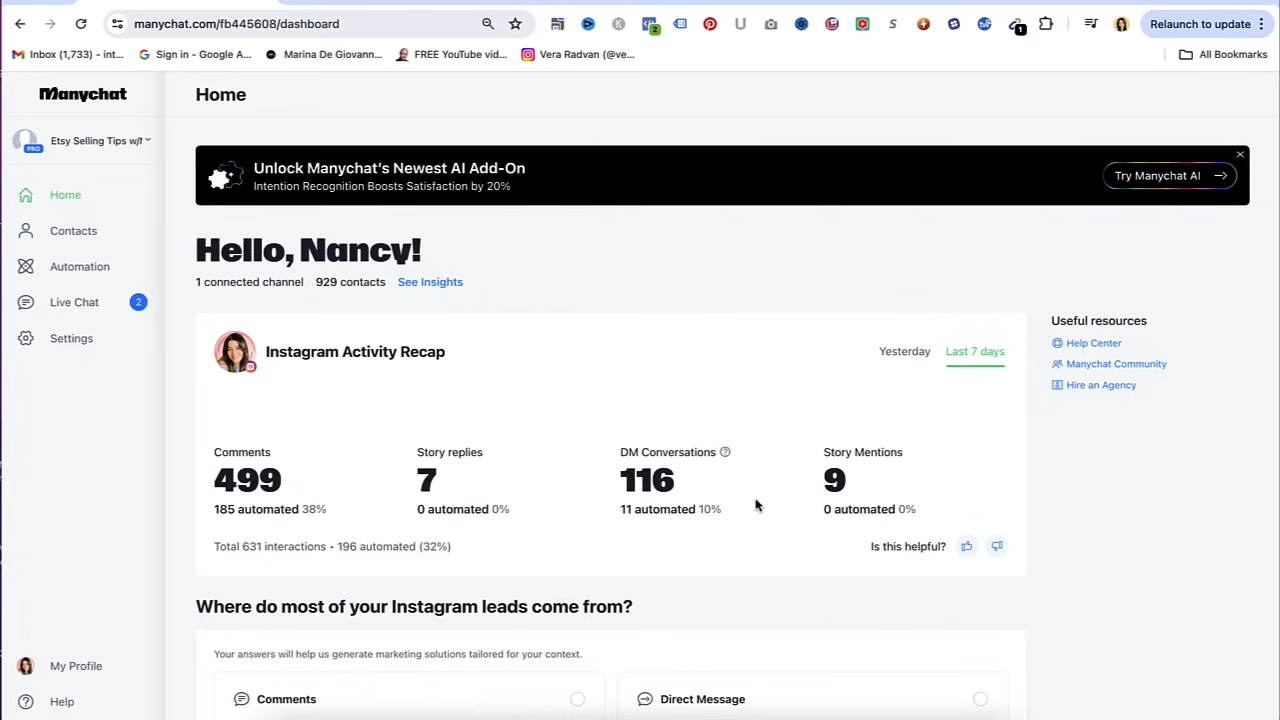 manychat.com/fb445608/dashboard
2
1
Relaunch to update
Inbox (1,733) – int...
Sign in - Google A...
Marina De Giovann...
FREE YouTube vid...
Vera Radvan (@ve...
All Bookmarks
Manychat
Home
PRO
Etsy Selling Tips w/
Home
Contacts
Automation
Live Chat
2
Settings
My Profile
Help
Unlock Manychat's Newest AI Add-On
Intention Recognition Boosts Satisfaction by 20%
Try Manychat AI
Hello, Nancy!
1 connected channel 929 contacts See Insights
Instagram Activity Recap
Yesterday Last 7 days
Comments
499
185 automated 38%
Story replies
7
0 automated 0%
DM Conversations
116
11 automated 10%
Story Mentions
9
0 automated 0%
Total 631 interactions • 196 automated (32%)
Is this helpful?
Useful resources
Help Center
Manychat Community
Hire an Agency
Where do most of your Instagram leads come from?
Your answers will help us generate marketing solutions tailored for your context.
Comments
Direct Message